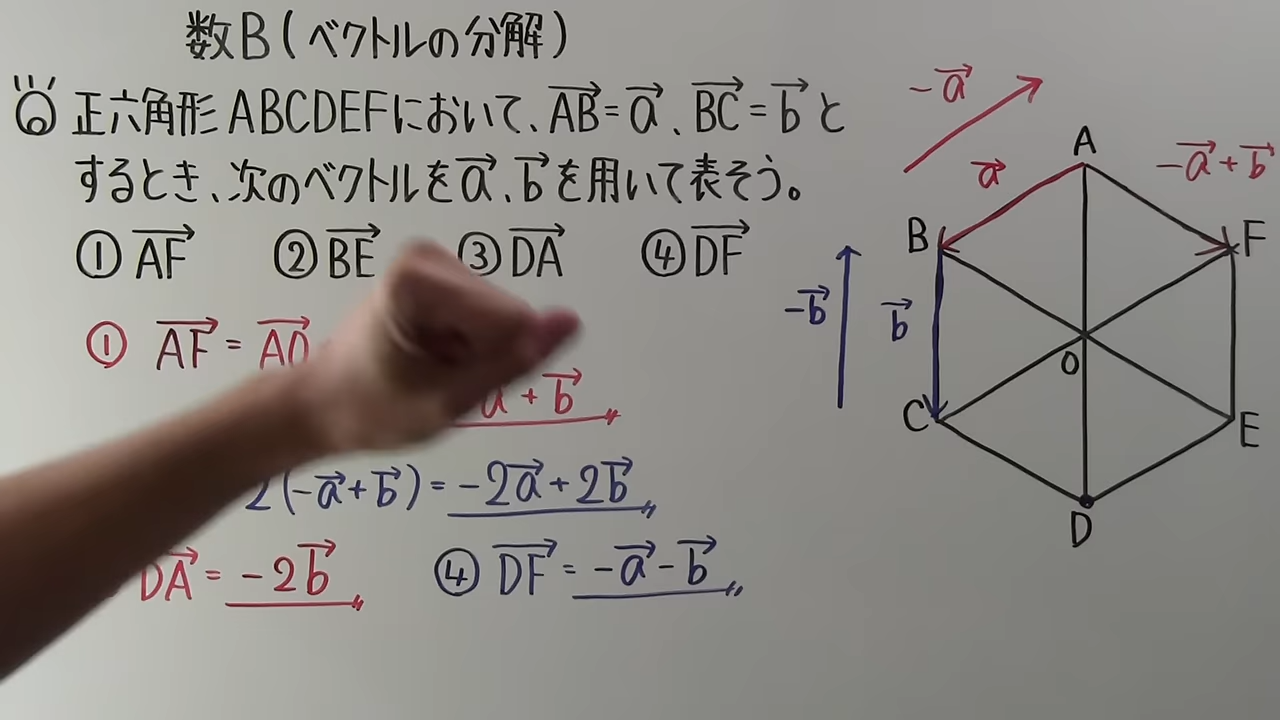 数B(ベクトルの分解)
正六角形ABCDEFにおいて、AB→=a→、BC→=b→と
するとき、次のベクトルをa→、b→を用いて表そう。
①AF→ ②BE→ ③DA→ ④DF→
① AF→ = AO→
a→ + b→
2(-a→+b→) = -2a→+2b→
DA→ = -2b→ ④ DF→ = -a→-b→
-a→
A
a→
-a→+b→
B
F
-b→
b→
O
C
E
D